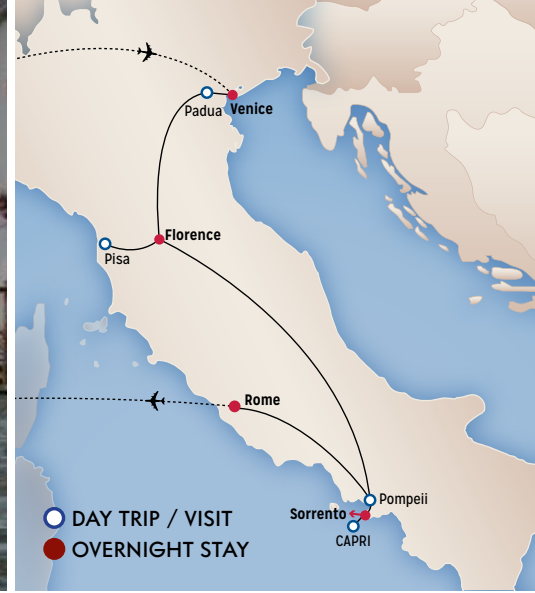 Padua
Venice
Florence
Pisa
Rome
Pompeii
Sorrento
CAPRI
DAY TRIP / VISIT
OVERNIGHT STAY